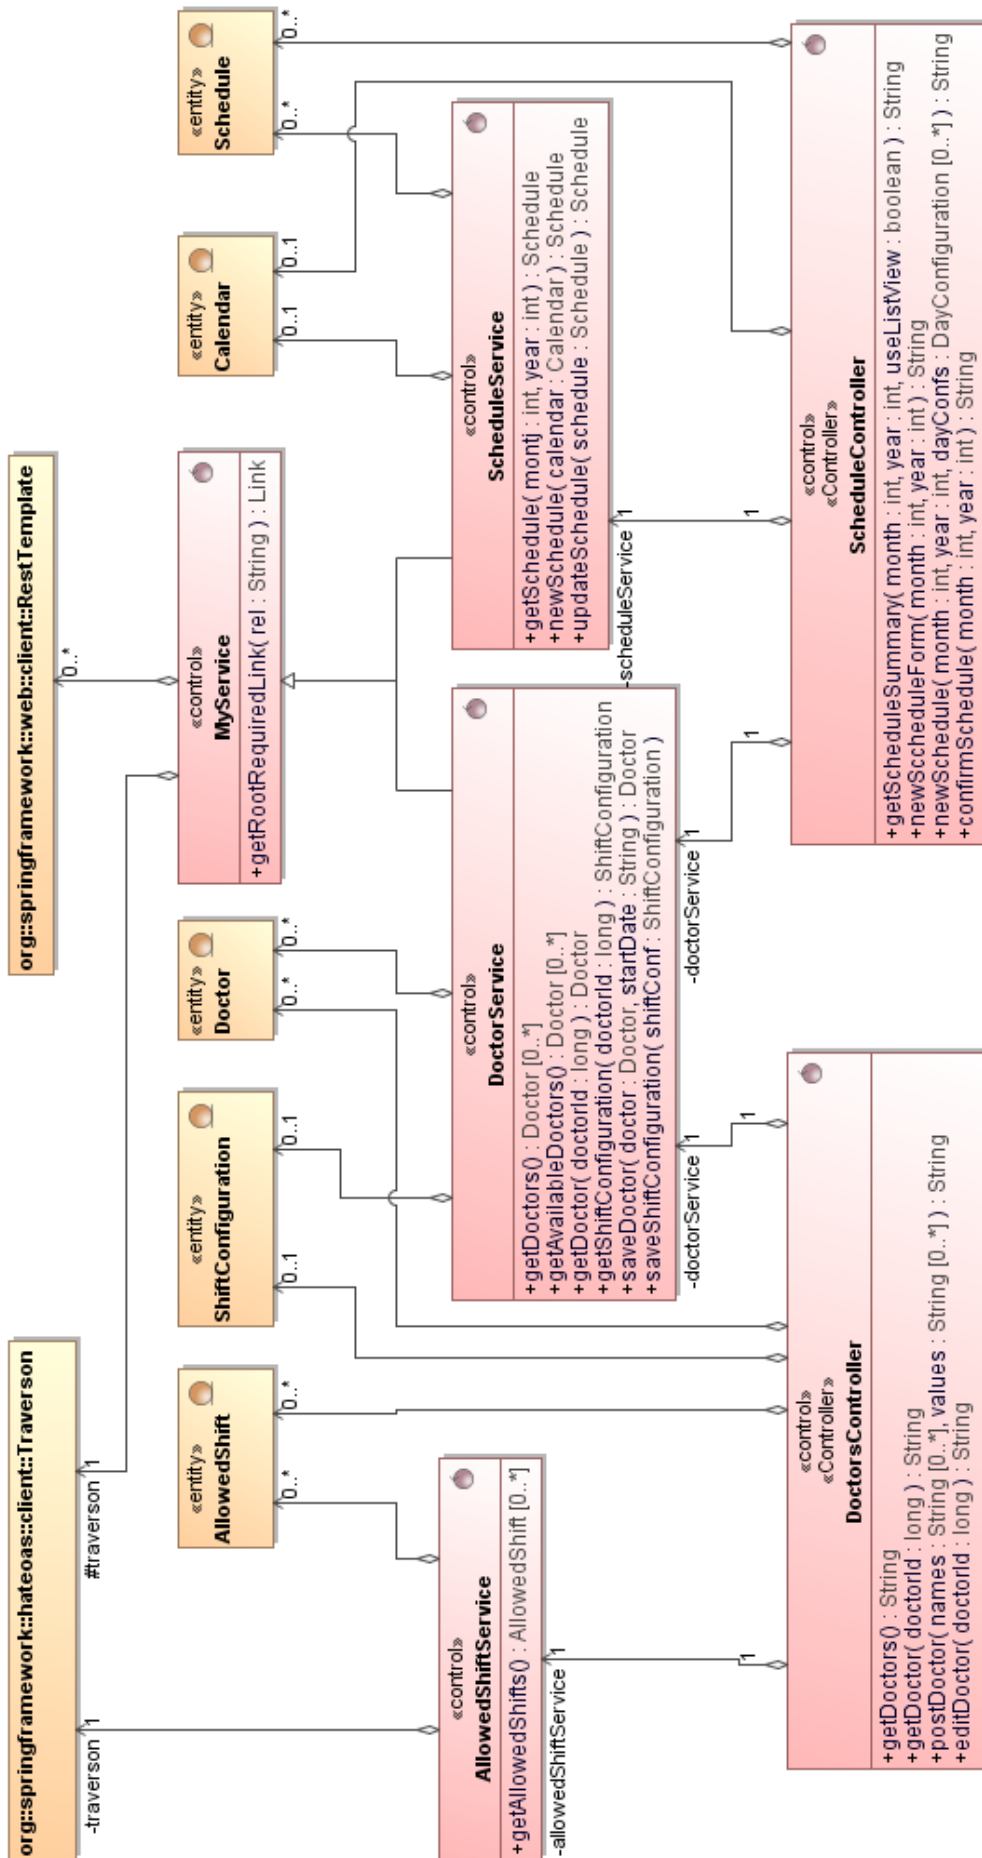 org::springframework::hateoas::client::Traverson
org::springframework::web::client::RestTemplate
-traverson
1
#traverson
1
0..*
«entity»
AllowedShift
0..*
0..*
«entity»
ShiftConfiguration
0..1
0..1
«entity»
Doctor
0..*
0..*
«control»
MyService
+getRootRequiredLink( rel : String ) : Link
«entity»
Calendar
0..1
0..1
«entity»
Schedule
0..*
0..*
«control»
AllowedShiftService
+getAllowedShifts() : AllowedShift [0..*]
«control»
DoctorService
+getDoctors() : Doctor [0..*]
+getAvailableDoctors() : Doctor [0..*]
+getDoctor( doctorId : long ) : Doctor
+getShiftConfiguration( doctorId : long ) : ShiftConfiguration
+saveDoctor( doctor : Doctor, startDate : String ) : Doctor
+saveShiftConfiguration( shiftConf : ShiftConfiguration )
«control»
ScheduleService
+getSchedule( montj : int, year : int ) : Schedule
+newSchedule( calendar : Calendar ) : Schedule
+updateSchedule( schedule : Schedule ) : Schedule
-allowedShiftService
1
1
-doctorService
1
1
-doctorService
1
1
-scheduleService
1
1
«control»
«Controller»
DoctorsController
+getDoctors() : String
+getDoctor( doctorId : long ) : String
+postDoctor( names : String [0..*], values : String [0..*] ) : String
+editDoctor( doctorId : long ) : String
«control»
«Controller»
ScheduleController
+getScheduleSummary( month : int, year : int, useListView : boolean ) : String
+newSccheduleForm( month : int, year : int ) : String
+newSchedule( month : int, year : int, dayConfs : DayConfiguration [0..*] ) : String
+confirmSchedule( month : int, year : int ) : String